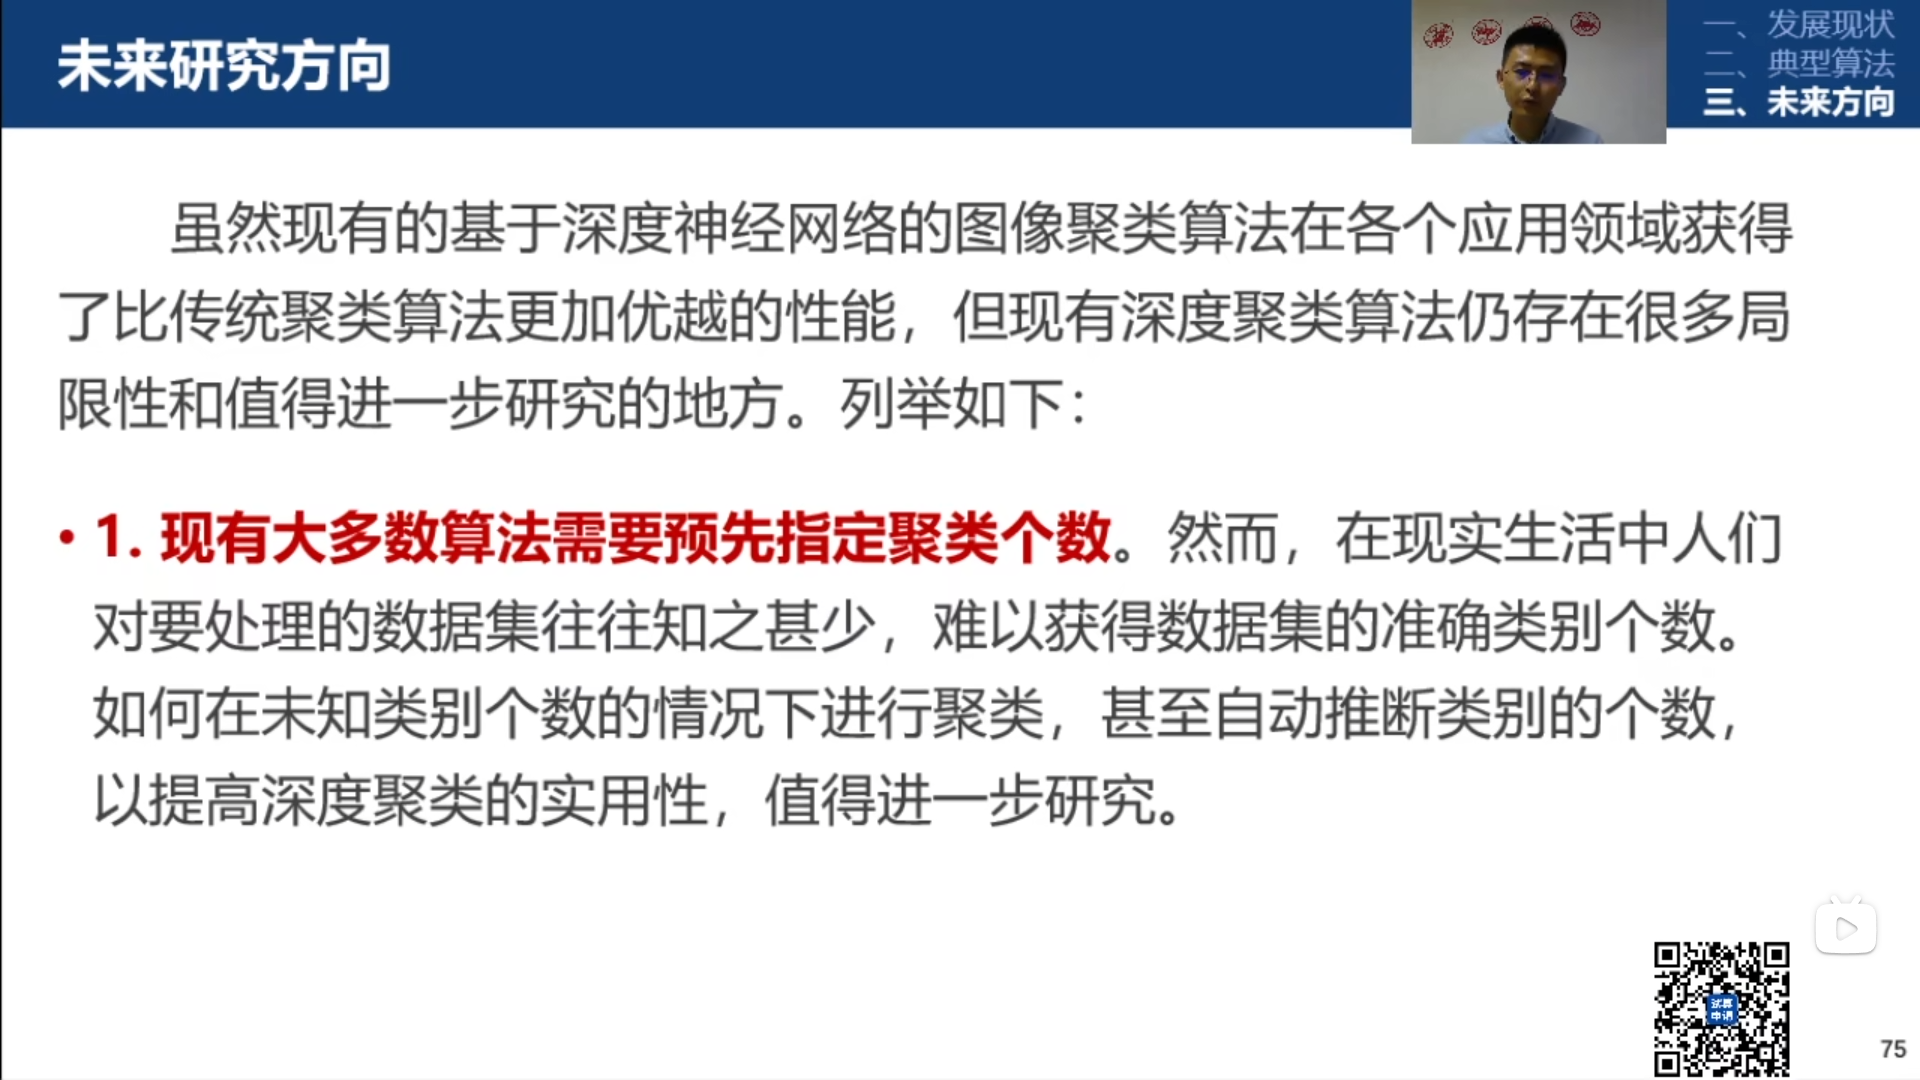 未来研究方向
一、发展现状
二、典型算法
三、未来方向
虽然现有的基于深度神经网络的图像聚类算法在各个应用领域获得
了比传统聚类算法更加优越的性能，但现有深度聚类算法仍存在很多局
限性和值得进一步研究的地方。列举如下：
• 1. 现有大多数算法需要预先指定聚类个数。然而，在现实生活中人们
对要处理的数据集往往知之甚少，难以获得数据集的准确类别个数。
如何在未知类别个数的情况下进行聚类，甚至自动推断类别的个数，
以提高深度聚类的实用性，值得进一步研究。
试算
申请
75